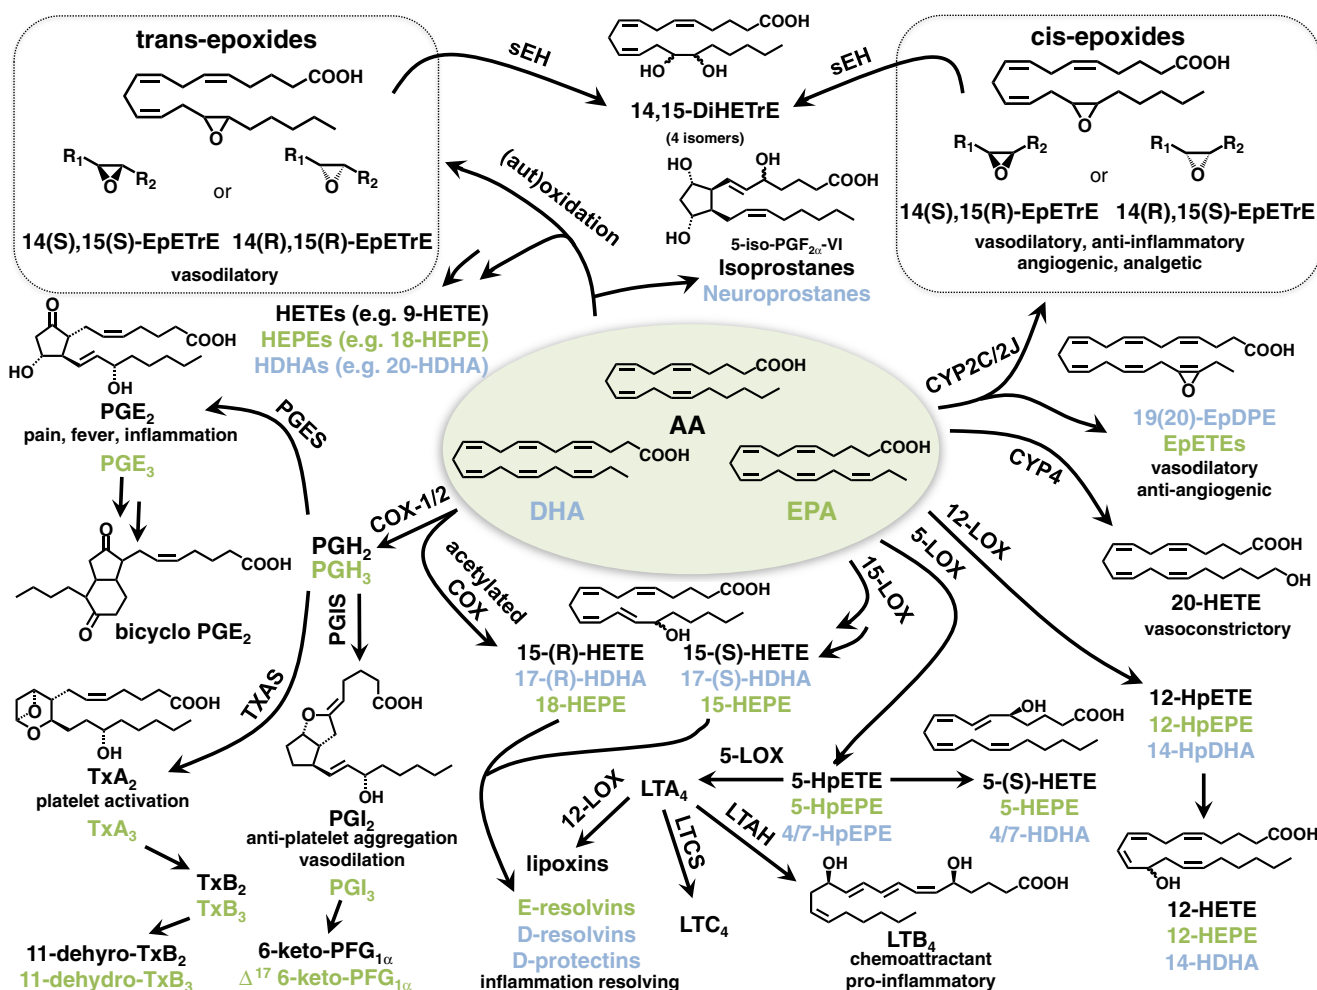 trans-epoxides
COOH
O
R1
O
R2
or
R1
O
R2
14(S),15(S)-EpETrE 14(R),15(R)-EpETrE
vasodilatory
sEH
COOH
HO OH
14,15-DiHETrE
(4 isomers)
sEH
cis-epoxides
COOH
O
R1
O
R2
or
R1
O
R2
14(S),15(R)-EpETrE 14(R),15(S)-EpETrE
vasodilatory, anti-inflammatory
angiogenic, analgetic
(aut)oxidation
HO
OH
COOH
HO
5-iso-PGF2α-VI
Isoprostanes
Neuroprostanes
HETEs (e.g. 9-HETE)
HEPEs (e.g. 18-HEPE)
HDHAs (e.g. 20-HDHA)
O
COOH
HO
OH
PGE2
pain, fever, inflammation
PGE3
PGES
O
COOH
O
bicyclo PGE2
COOH
AA
COOH
DHA
COOH
EPA
CYP2C/2J
COOH
O
19(20)-EpDPE
EpETEs
vasodilatory
anti-angiogenic
CYP4
COOH
OH
20-HETE
vasoconstrictory
COX-1/2
PGH2
PGH3
acetylated
COX
PGIS
TXAS
COOH
O
O
OH
TxA2
platelet activation
TxA3
TxB2
TxB3
11-dehyro-TxB2
11-dehydro-TxB3
COOH
O
OH
PGI2
anti-platelet aggregation
vasodilation
PGI3
6-keto-PFG1α
Δ17 6-keto-PFG1α
COOH
OH
15-(R)-HETE
17-(R)-HDHA
18-HEPE
15-(S)-HETE
17-(S)-HDHA
15-HEPE
15-LOX
5-LOX
12-LOX
E-resolvins
D-resolvins
D-protectins
inflammation resolving
5-LOX
LTA4
12-LOX
lipoxins
LTCS
LTC4
LTAH
5-HpETE
5-HpEPE
4/7-HpEPE
OH
COOH
5-(S)-HETE
5-HEPE
4/7-HDHA
OH
OH
COOH
LTB4
chemoattractant
pro-inflammatory
12-HpETE
12-HpEPE
14-HpDHA
COOH
OH
12-HETE
12-HEPE
14-HDHA